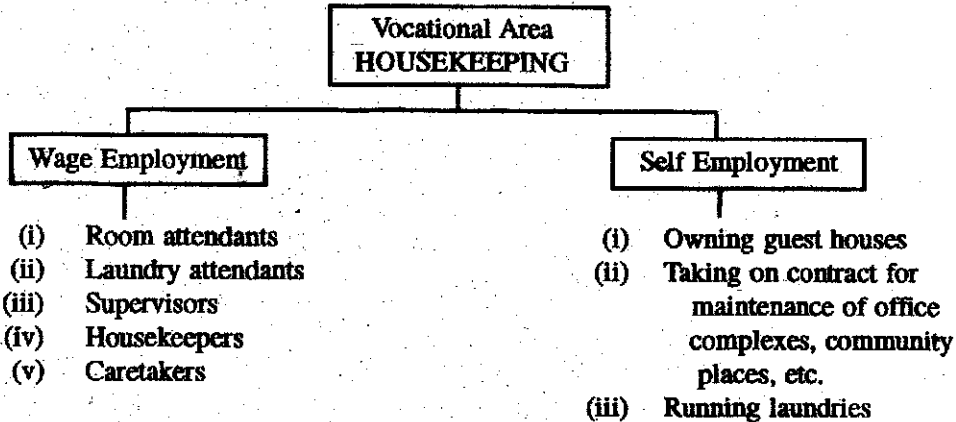 Vocational Area
HOUSEKEEPING
Wage Employment
(i) Room attendants
(ii) Laundry attendants
(iii) Supervisors
(iv) Housekeepers
(v) Caretakers
Self Employment
(i) Owning guest houses
(ii) Taking on contract for
maintenance of office
complexes, community
places, etc.
(iii) Running laundries